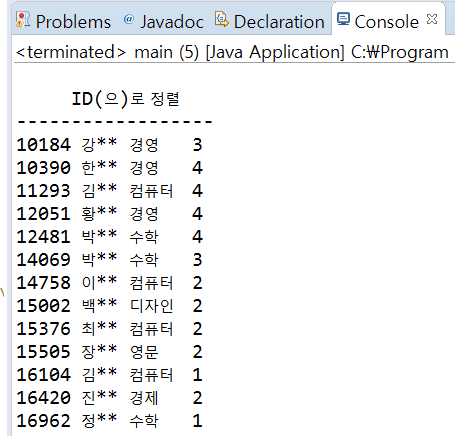 Problems @ Javadoc Declaration Console
<terminated> main (5) [Java Application] C:₩Program
ID(으)로 정렬
------------------
10184 강** 경영 3
10390 한** 경영 4
11293 김** 컴퓨터 4
12051 황** 경영 4
12481 박** 수학 4
14069 박** 수학 3
14758 이** 컴퓨터 2
15002 백** 디자인 2
15376 최** 컴퓨터 2
15505 장** 영문 2
16104 김** 컴퓨터 1
16420 진** 경제 2
16962 정** 수학 1